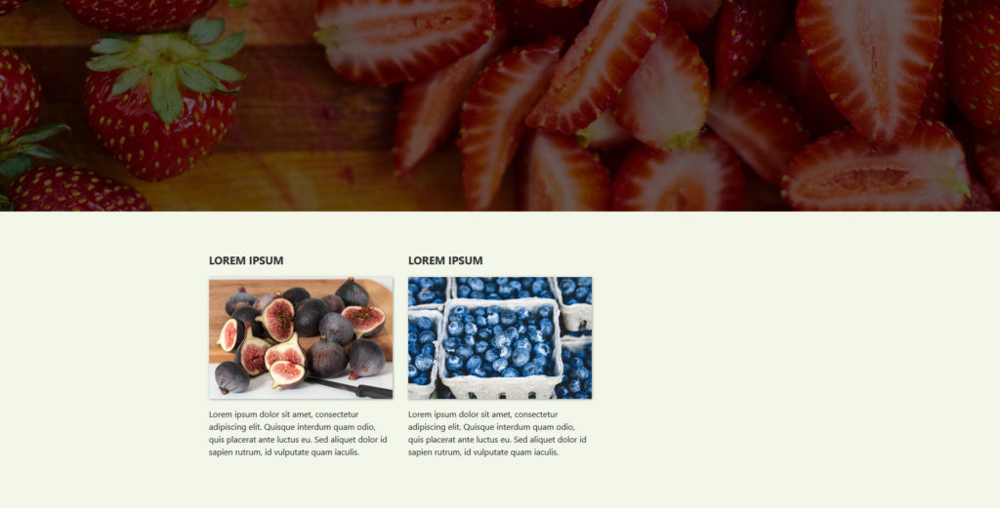 LOREM IPSUM
Lorem ipsum dolor sit amet, consectetur
adipiscing elit. Quisque interdum quam odio,
quis placerat ante luctus eu. Sed aliquet dolor id
sapien rutrum, id vulputate quam iaculis.
LOREM IPSUM
Lorem ipsum dolor sit amet, consectetur
adipiscing elit. Quisque interdum quam odio,
quis placerat ante luctus eu. Sed aliquet dolor id
sapien rutrum, id vulputate quam iaculis.